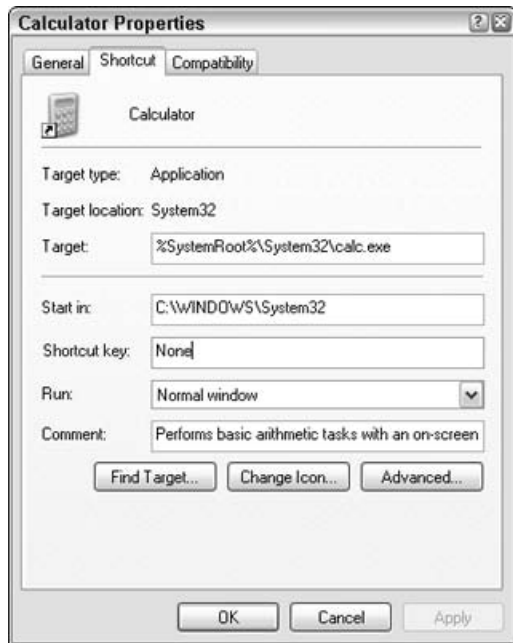 Calculator Properties
General Shortcut Compatibility
Calculator
Target type: Application
Target location: System32
Target: %SystemRoot%\System32\calc.exe
Start in: C:\WINDOWS\System32
Shortcut key: None
Run: Normal window
Comment: Performs basic arithmetic tasks with an on-screen
Find Target... Change Icon... Advanced...
OK Cancel Apply